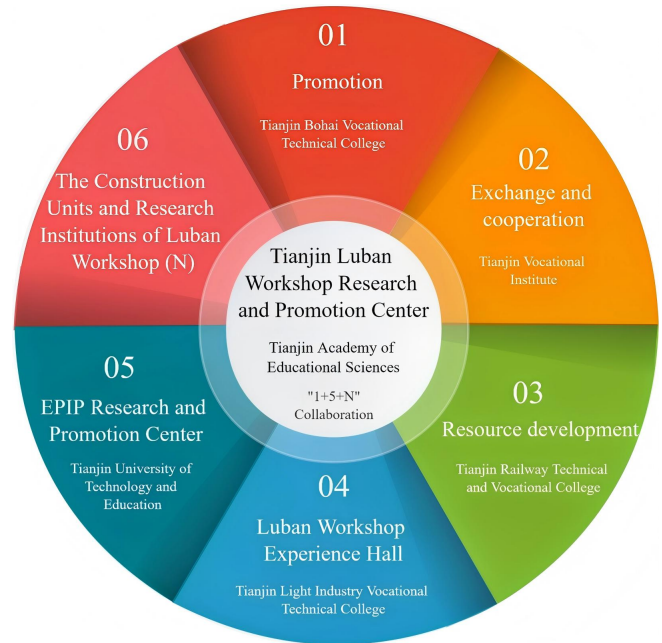 01
Promotion
Tianjin Bohai Vocational
Technical College
02
Exchange and
cooperation
Tianjin Vocational
Institute
03
Resource development
Tianjin Railway Technical
and Vocational College
04
Luban Workshop
Experience Hall
Tianjin Light Industry Vocational
Technical College
05
EPIP Research and
Promotion Center
Tianjin University of
Technology and
Education
06
The Construction
Units and Research
Institutions of Luban
Workshop (N)
Tianjin Luban
Workshop Research
and Promotion Center
Tianjin Academy of
Educational Sciences
"1+5+N"
Collaboration